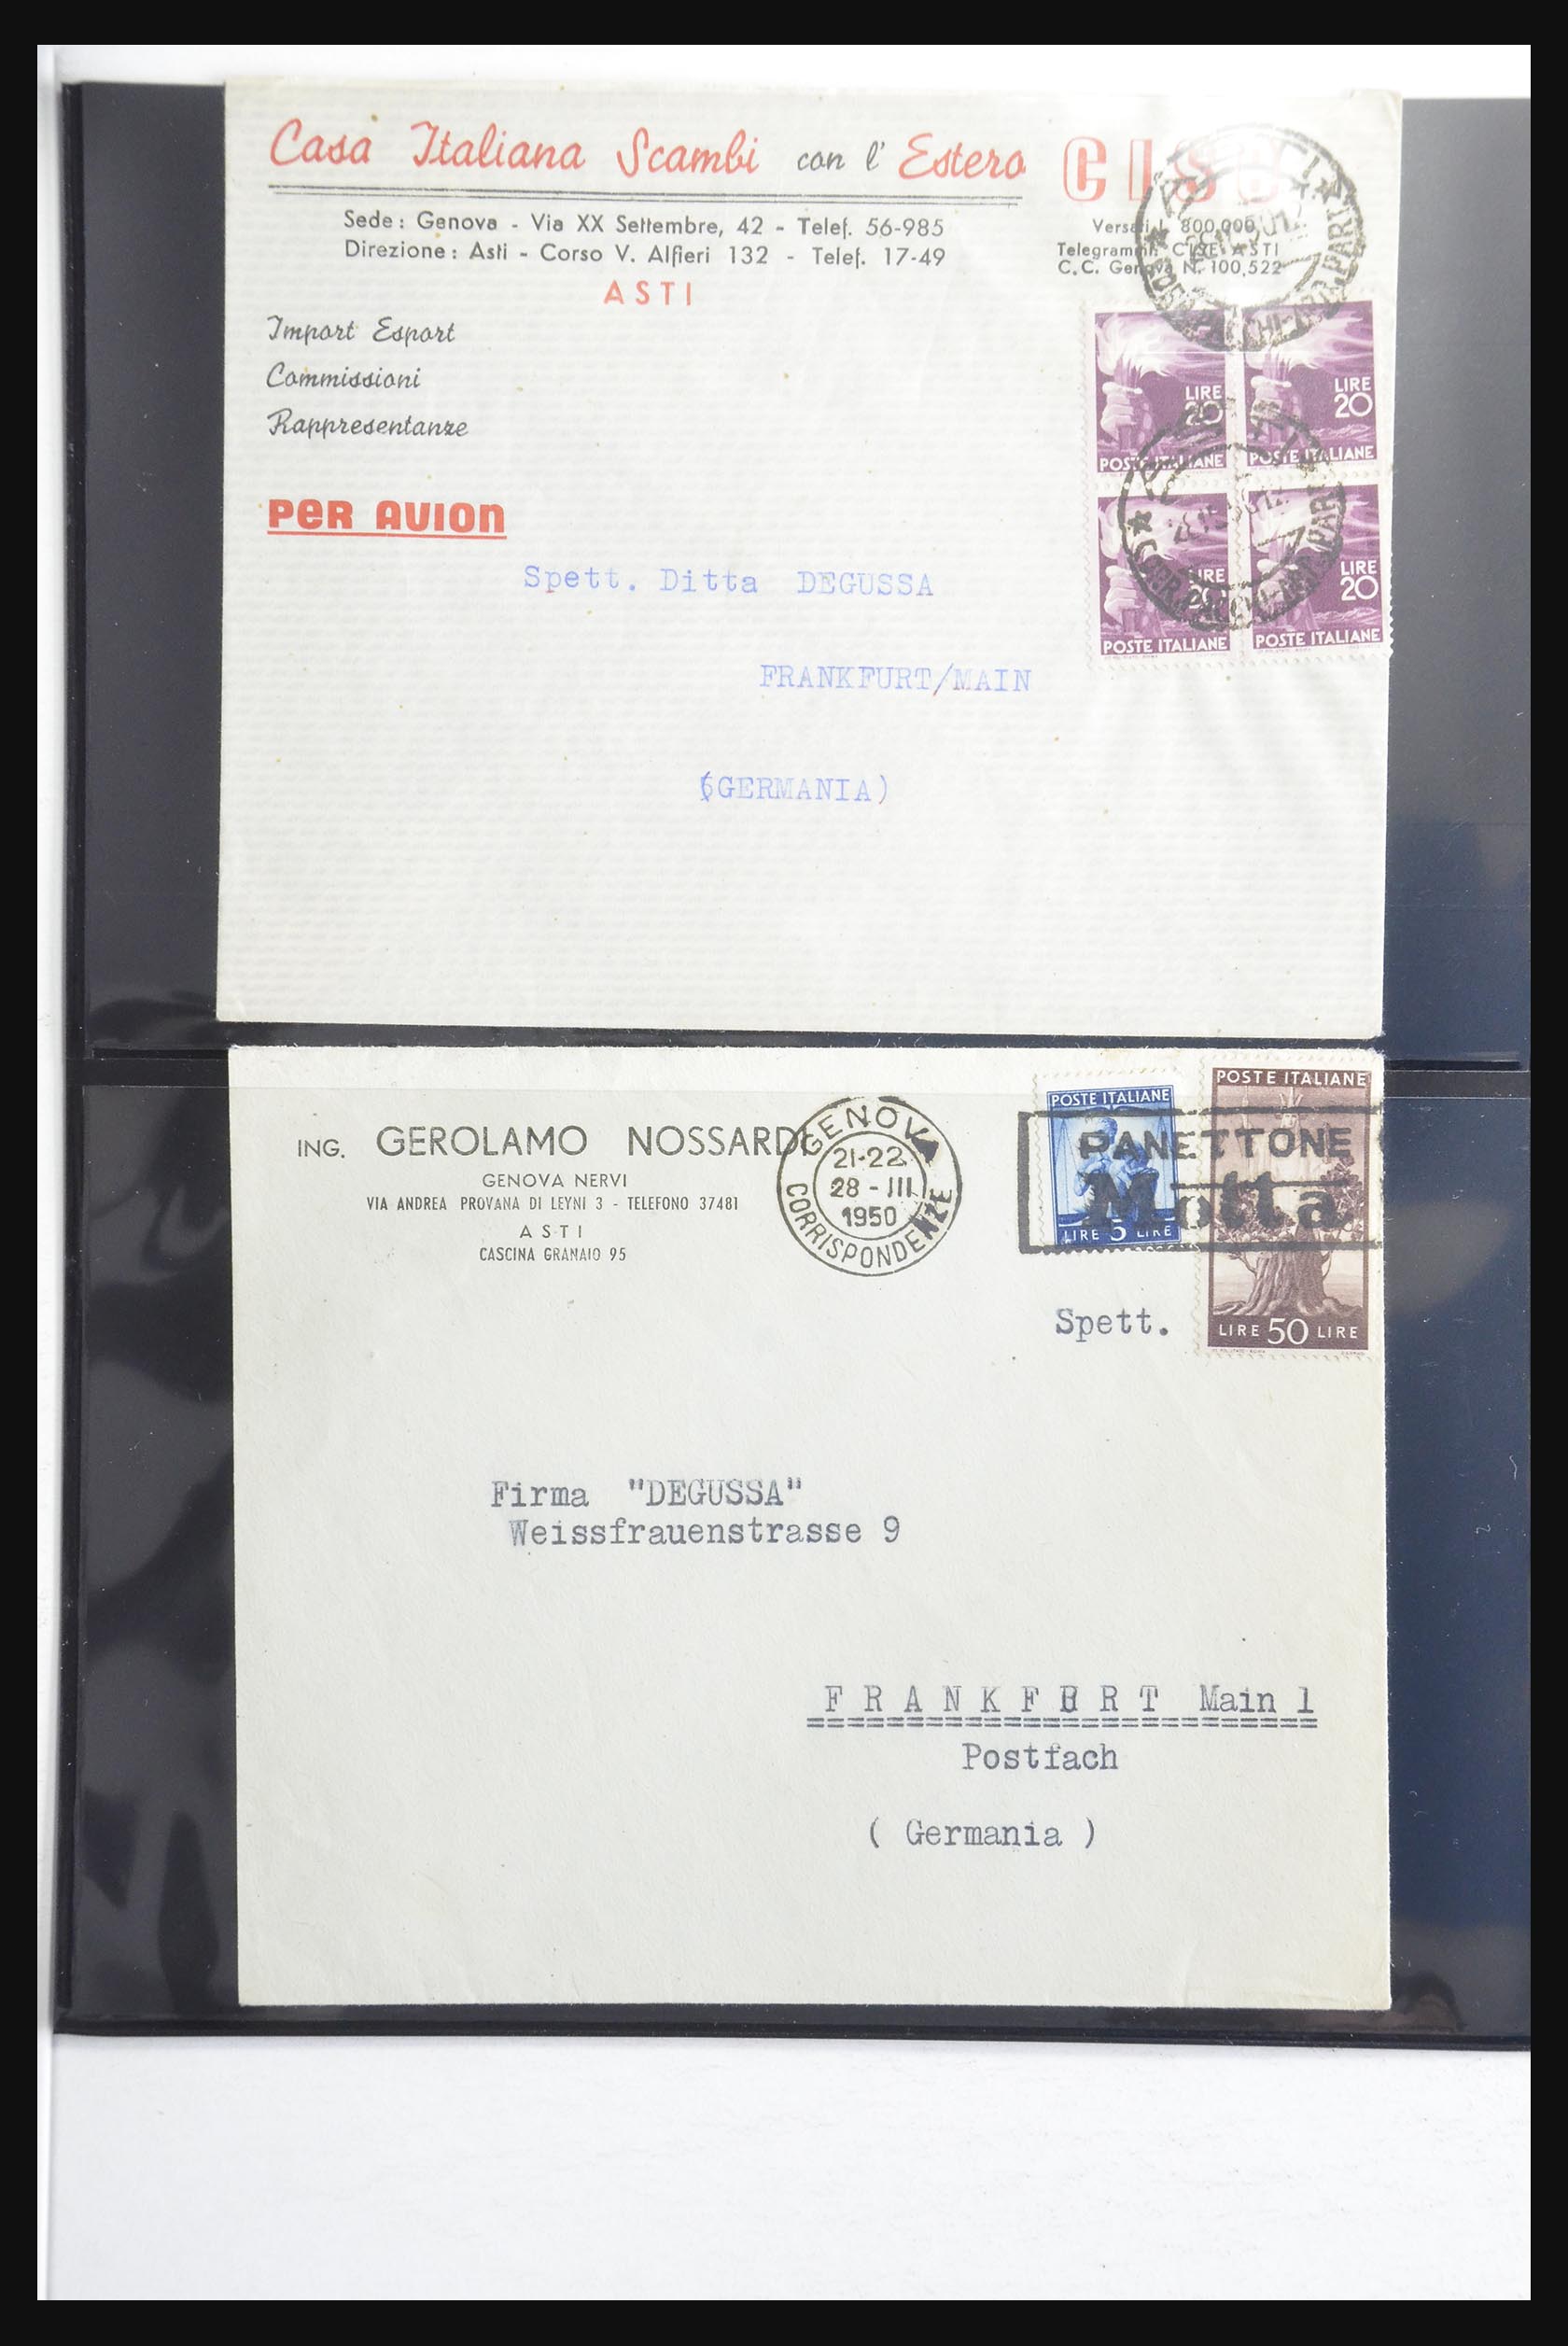 Casa Italiana Scambi con l' Estero CISE
Sede: Genova - Via XX Settembre, 42 - Telef. 56-985
Direzione: Asti - Corso V. Alfieri 132 - Telef. 17-49
ASTI
Versati L. 800,000
Telegrammi: CISE-ASTI
C.C. Genova N. 100,522
Import Esport
Commissioni
Rappresentanze
PER AVION
LIRE 20
POSTE ITALIANE
LIRE 20
POSTE ITALIANE
LIRE 20
POSTE ITALIANE
LIRE 20
POSTE ITALIANE
Spett. Ditta DEGUSSA
FRANKFURT/MAIN
(GERMANIA)
ING. GEROLAMO NOSSARDI
GENOVA NERVI
VIA ANDREA PROVANA DI LEYNI 3 - TELEFONO 37481
ASTI
CASCINA GRANAIO 95
GENOVA
21-22
28-III
1950
CORRISPONDENZE
POSTE ITALIANE
LIRE 5 LIRE
POSTE ITALIANE
LIRE 50 LIRE
PANETTONE
Motta
Spett.
Firma "DEGUSSA"
Weissfrauenstrasse 9
FRANKFURT Main 1
Postfach
( Germania )